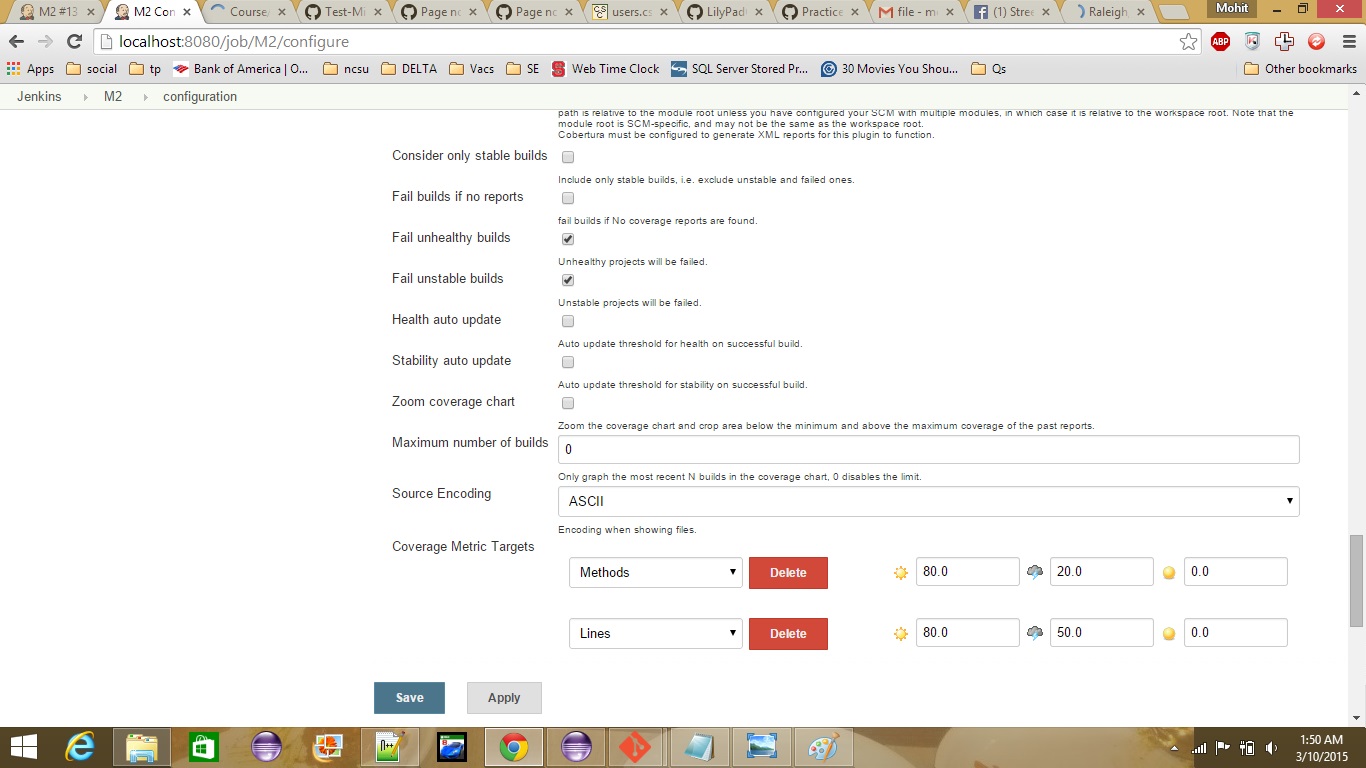 Mohit
M2 #13
M2 Con
Course/
Test-Mi
Page no
Page no
users.cs
LilyPad
Practice
file - m
(1) Stree
Raleigh,
localhost:8080/job/M2/configure
ABP
Apps
social
tp
Bank of America | O...
ncsu
DELTA
Vacs
SE
Web Time Clock
SQL Server Stored Pr...
30 Movies You Shou...
Qs
Other bookmarks
Jenkins
M2
configuration
path is relative to the module root unless you have configured your SCM with multiple modules, in which case it is relative to the workspace root. Note that the
module root is SCM-specific, and may not be the same as the workspace root.
Cobertura must be configured to generate XML reports for this plugin to function.
Consider only stable builds
Include only stable builds, i.e. exclude unstable and failed ones.
Fail builds if no reports
fail builds if No coverage reports are found.
Fail unhealthy builds
Unhealthy projects will be failed.
Fail unstable builds
Unstable projects will be failed.
Health auto update
Auto update threshold for health on successful build.
Stability auto update
Auto update threshold for stability on successful build.
Zoom coverage chart
Zoom the coverage chart and crop area below the minimum and above the maximum coverage of the past reports.
Maximum number of builds
0
Only graph the most recent N builds in the coverage chart, 0 disables the limit.
Source Encoding
ASCII
Encoding when showing files.
Coverage Metric Targets
Methods
Delete
80.0
20.0
0.0
Lines
Delete
80.0
50.0
0.0
Save
Apply
1:50 AM
3/10/2015